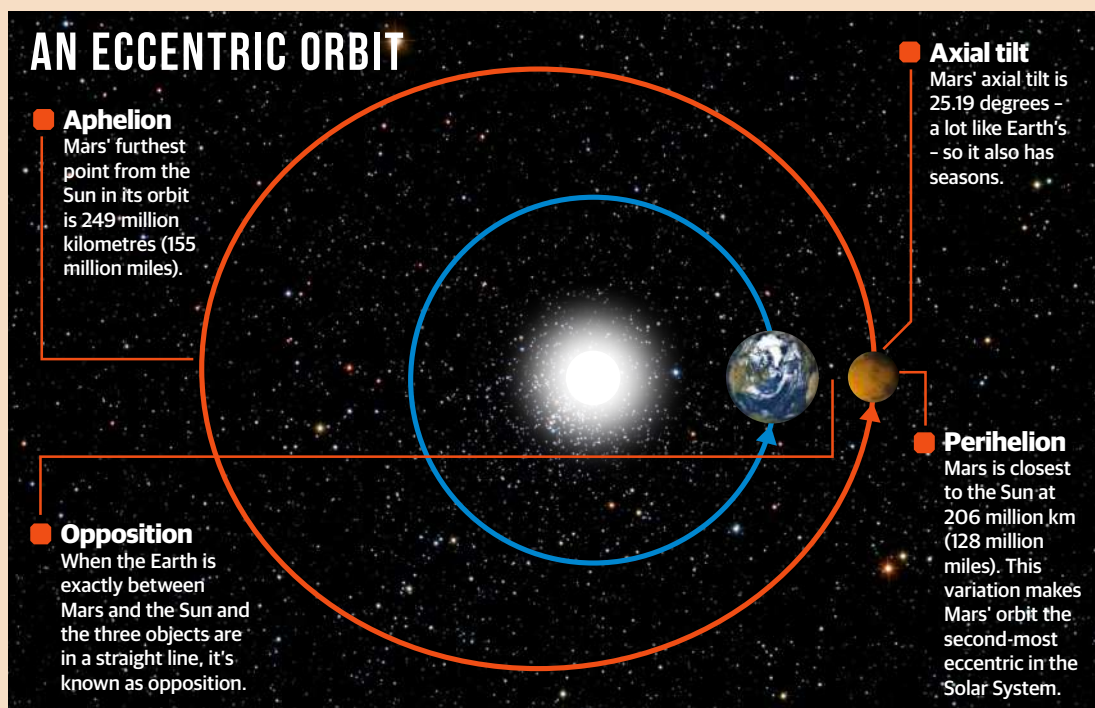 AN ECCENTRIC ORBIT
Aphelion
Mars' furthest
point from the
Sun in its orbit
is 249 million
kilometres (155
million miles).
Opposition
When the Earth is
exactly between
Mars and the Sun and
the three objects are
in a straight line, it's
known as opposition.
Axial tilt
Mars' axial tilt is
25.19 degrees –
a lot like Earth's
– so it also has
seasons.
Perihelion
Mars is closest
to the Sun at
206 million km
(128 million
miles). This
variation makes
Mars' orbit the
second-most
eccentric in the
Solar System.